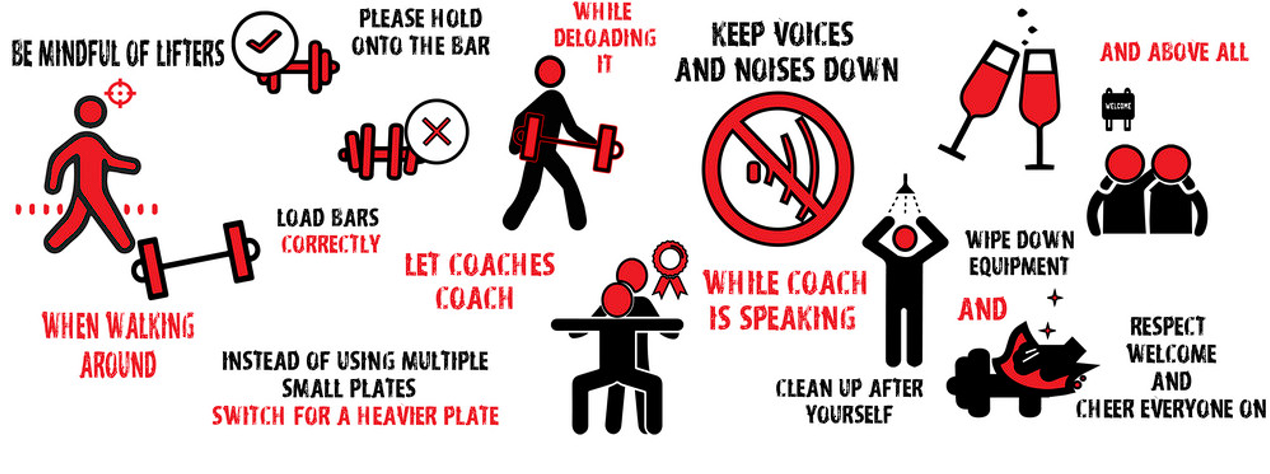 BE MINDFUL OF LIFTERS
WHEN WALKING
AROUND
LOAD BARS
CORRECTLY
INSTEAD OF USING MULTIPLE
SMALL PLATES
SWITCH FOR A HEAVIER PLATE
PLEASE HOLD
ONTO THE BAR
WHILE
DELOADING
IT
LET COACHES
COACH
KEEP VOICES
AND NOISES DOWN
WHILE COACH
IS SPEAKING
CLEAN UP AFTER
YOURSELF
WIPE DOWN
EQUIPMENT
AND
AND ABOVE ALL
WELCOME
RESPECT
WELCOME
AND
CHEER EVERYONE ON